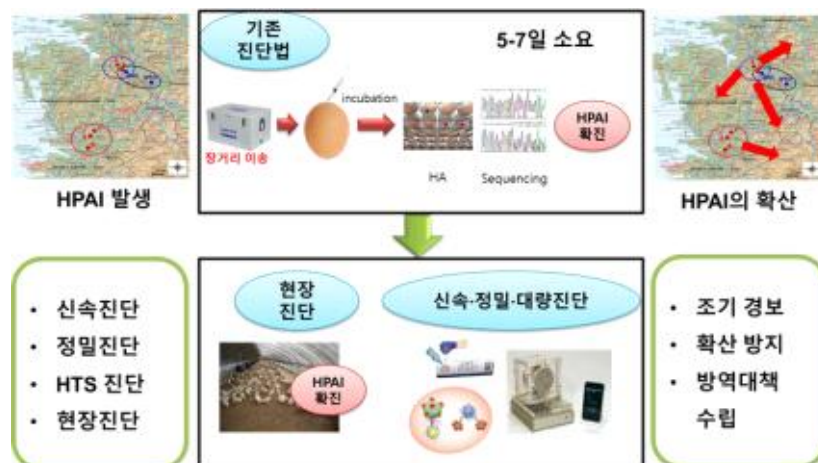 기존
진단법
5-7일 소요
incubation
장거리 이송
HPAI
확진
HA
Sequencing
HPAI 발생
HPAI의 확산
• 신속진단
• 정밀진단
• HTS 진단
• 현장진단
현장
진단
HPAI
확진
신속-정밀-대량진단
• 조기 경보
• 확산 방지
• 방역대책
수립